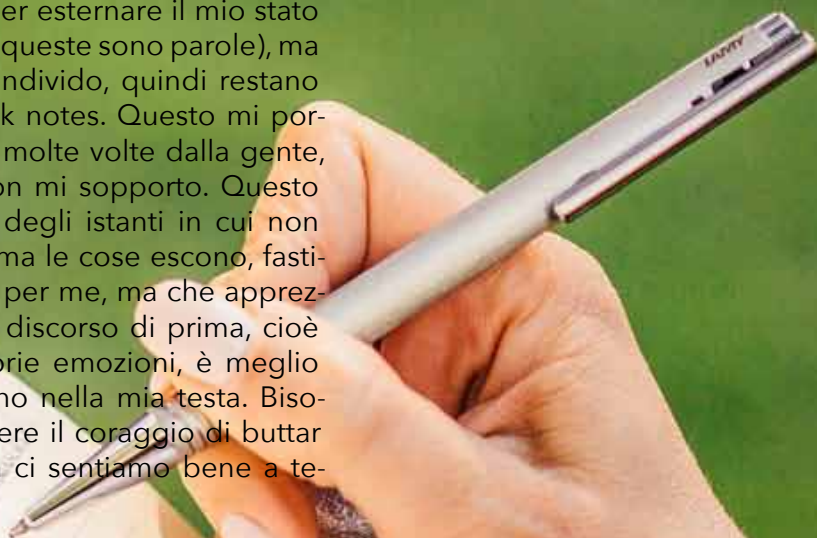 er esternare il mio stato
queste sono parole), ma
ndivido, quindi restano
k notes. Questo mi por-
molte volte dalla gente,
on mi sopporto. Questo
degli istanti in cui non
ma le cose escono, fasti-
per me, ma che apprez-
discorso di prima, cioè
orie emozioni, è meglio
no nella mia testa. Biso-
ere il coraggio di buttar
ci sentiamo bene a te-
LAMY